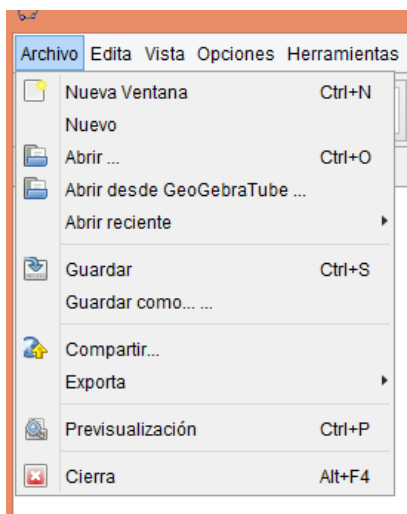 Archivo Edita Vista Opciones Herramientas
Nueva Ventana Ctrl+N
Nuevo
Abrir ... Ctrl+O
Abrir desde GeoGebraTube ...
Abrir reciente
Guardar Ctrl+S
Guardar como... ...
Compartir...
Exporta
Previsualización Ctrl+P
Cierra Alt+F4